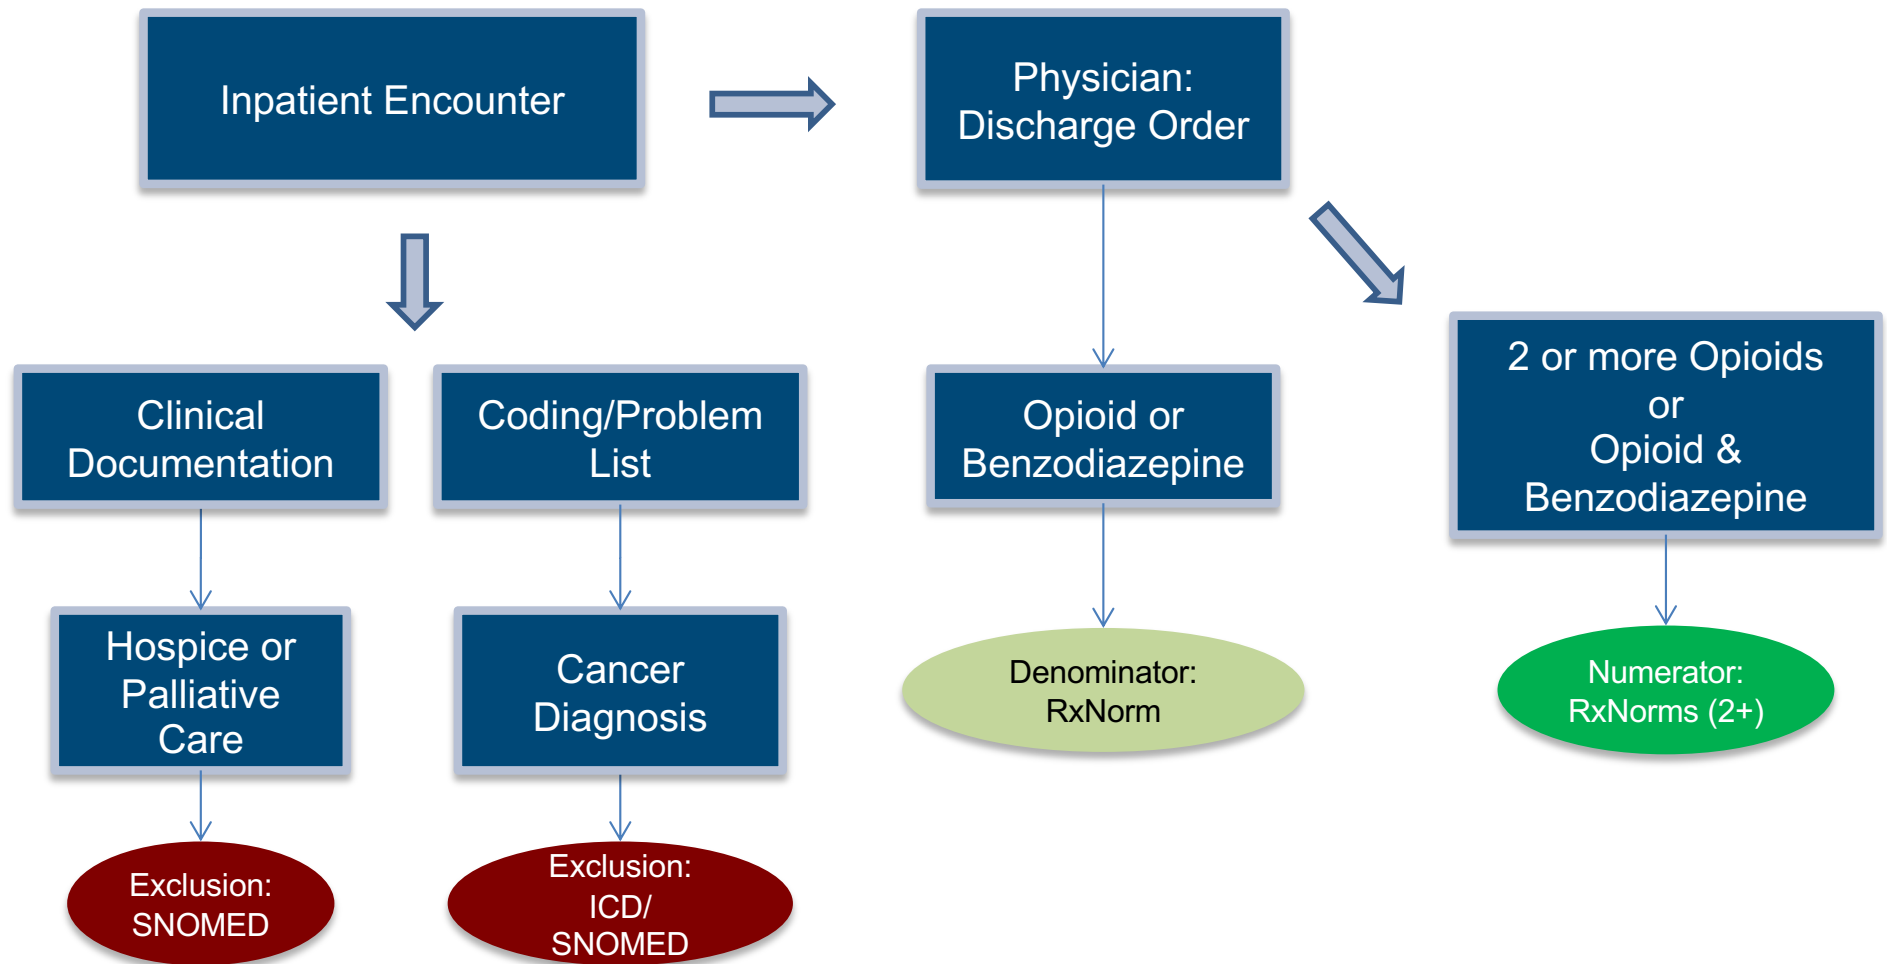 Inpatient Encounter
Physician:
Discharge Order
Clinical
Documentation
Coding/Problem
List
Opioid or
Benzodiazepine
2 or more Opioids
or
Opioid &
Benzodiazepine
Hospice or
Palliative
Care
Cancer
Diagnosis
Denominator:
RxNorm
Numerator:
RxNorms (2+)
Exclusion:
SNOMED
Exclusion:
ICD/
SNOMED